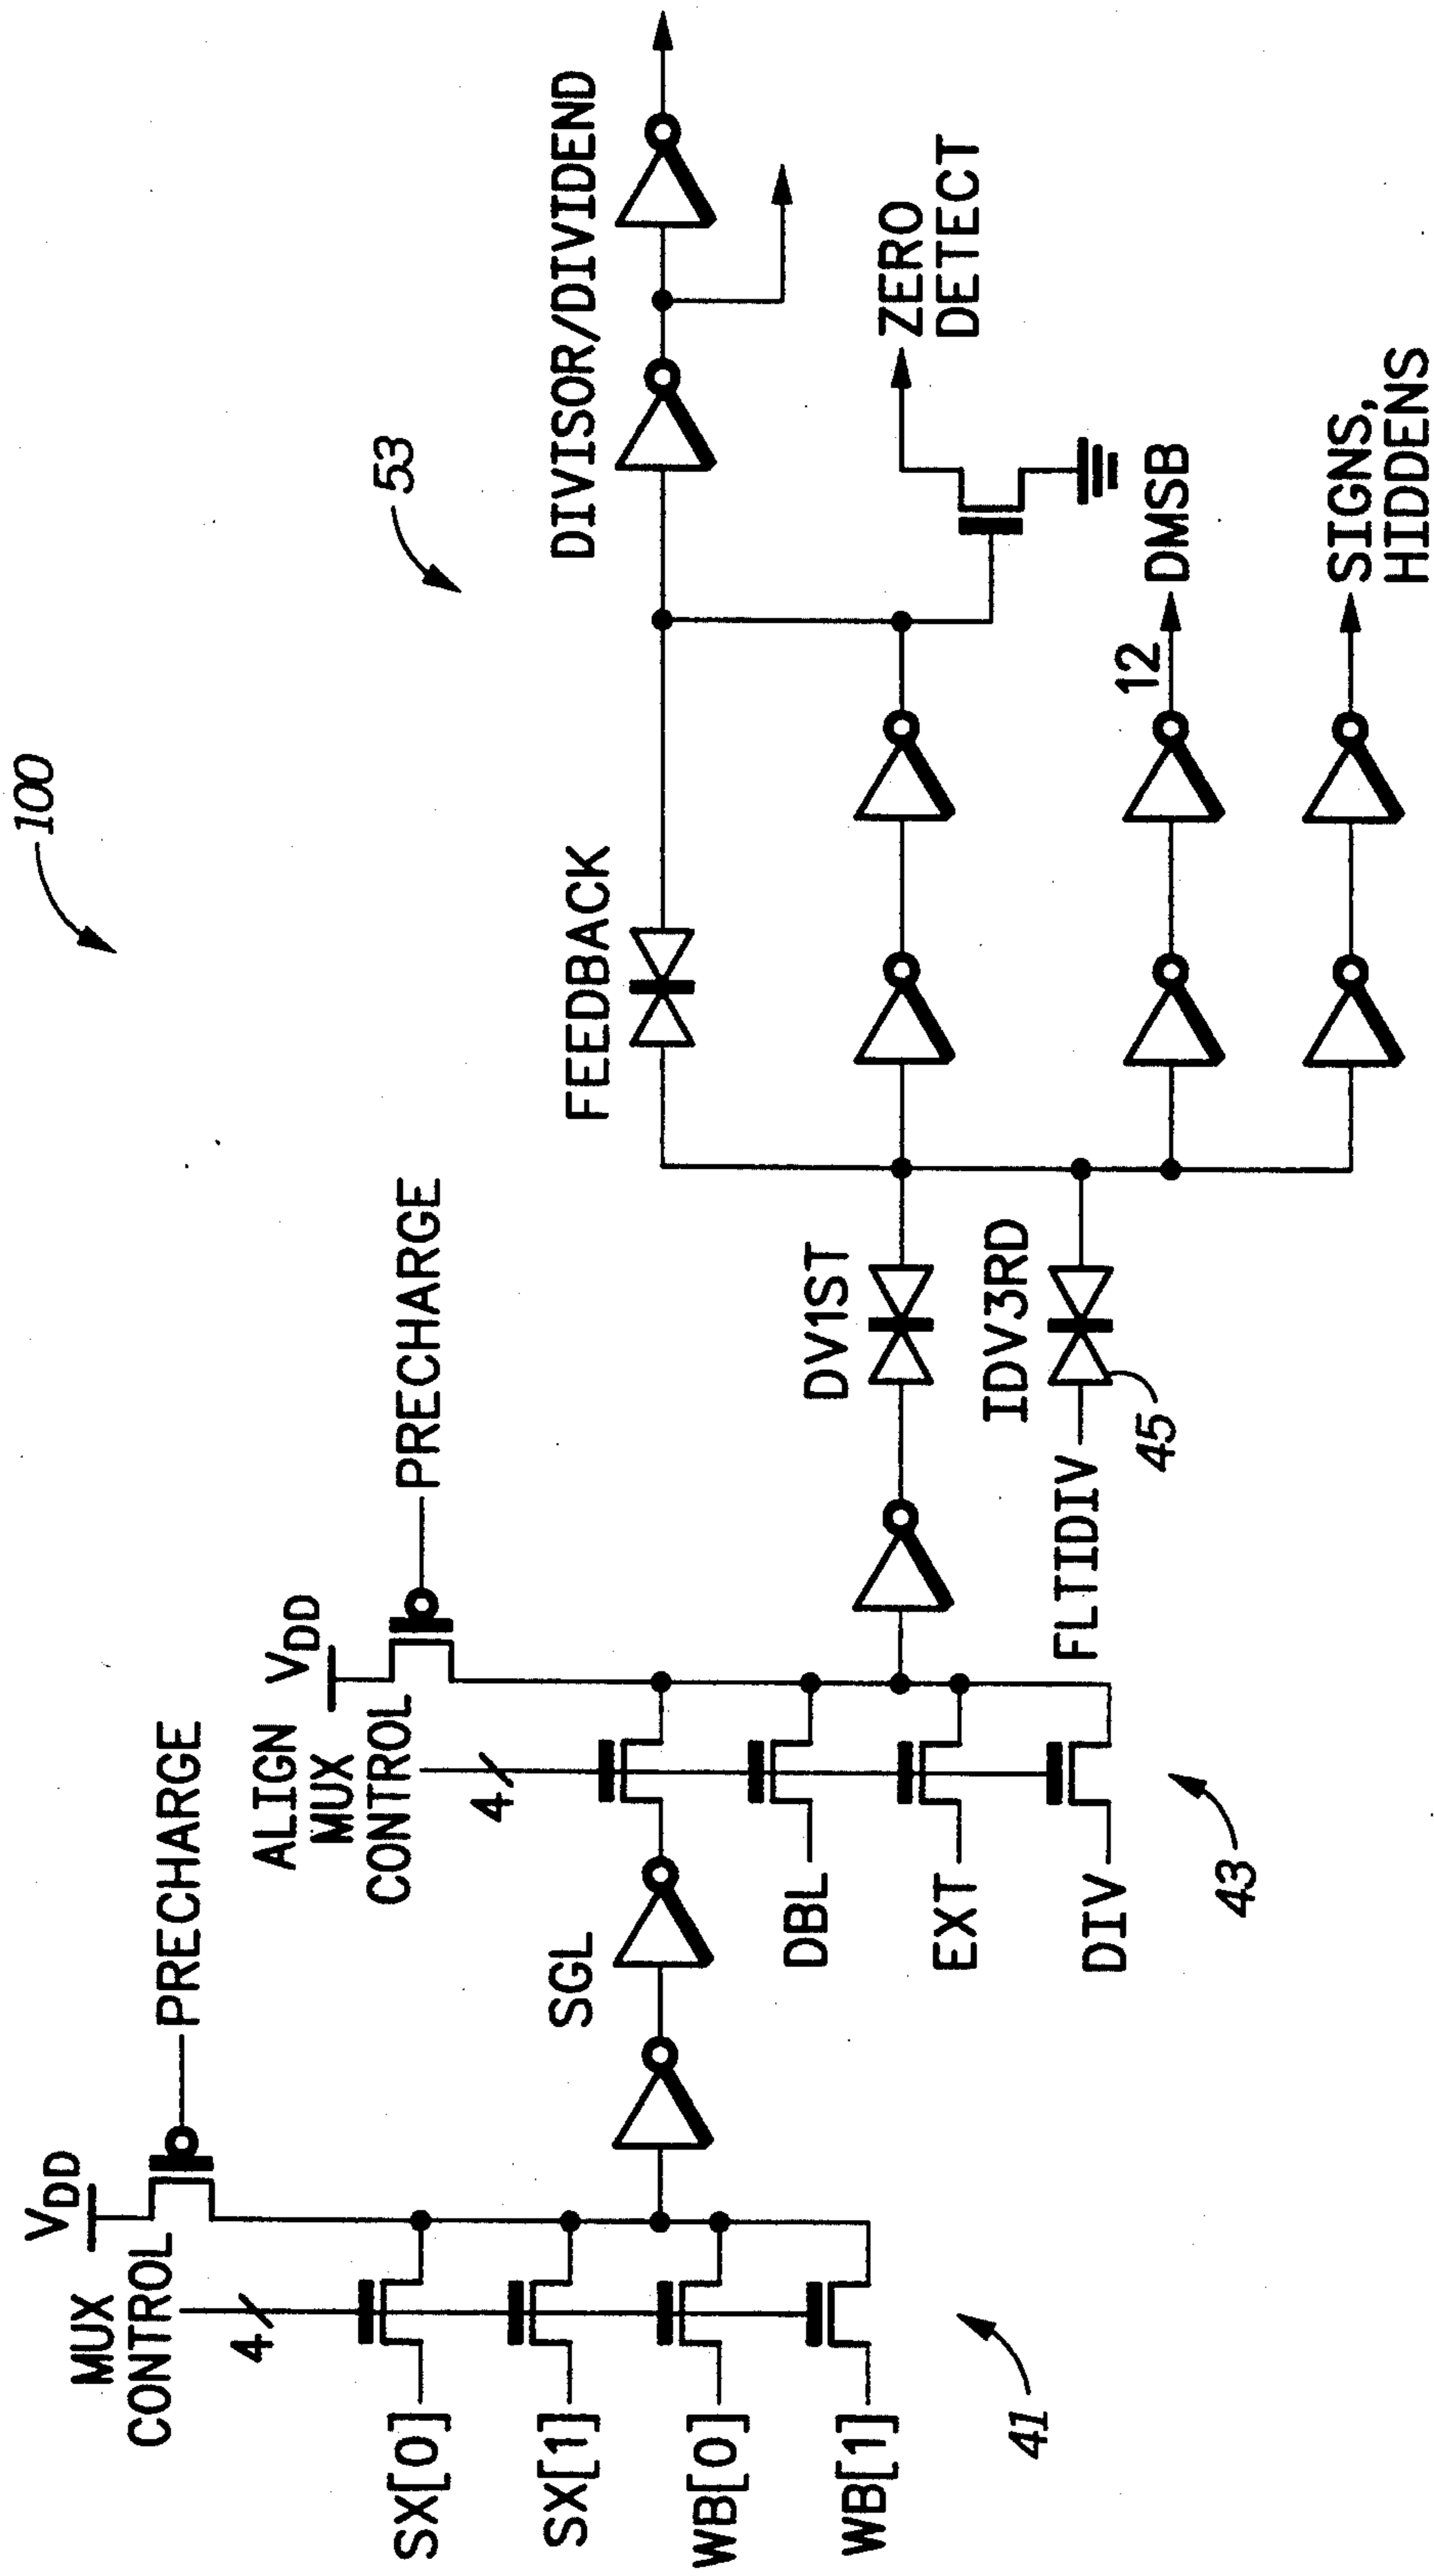 100
53
VDD
PRECHARGE
MUX
CONTROL
4
SX[0]
SX[1]
WB[0]
WB[1]
41
VDD
PRECHARGE
ALIGN
MUX
CONTROL
4
SGL
DBL
EXT
DIV
43
DV1ST
IDV3RD
FLTIDIV
45
FEEDBACK
DIVISOR/DIVIDEND
ZERO
DETECT
12
DMSB
SIGNS,
HIDDENS